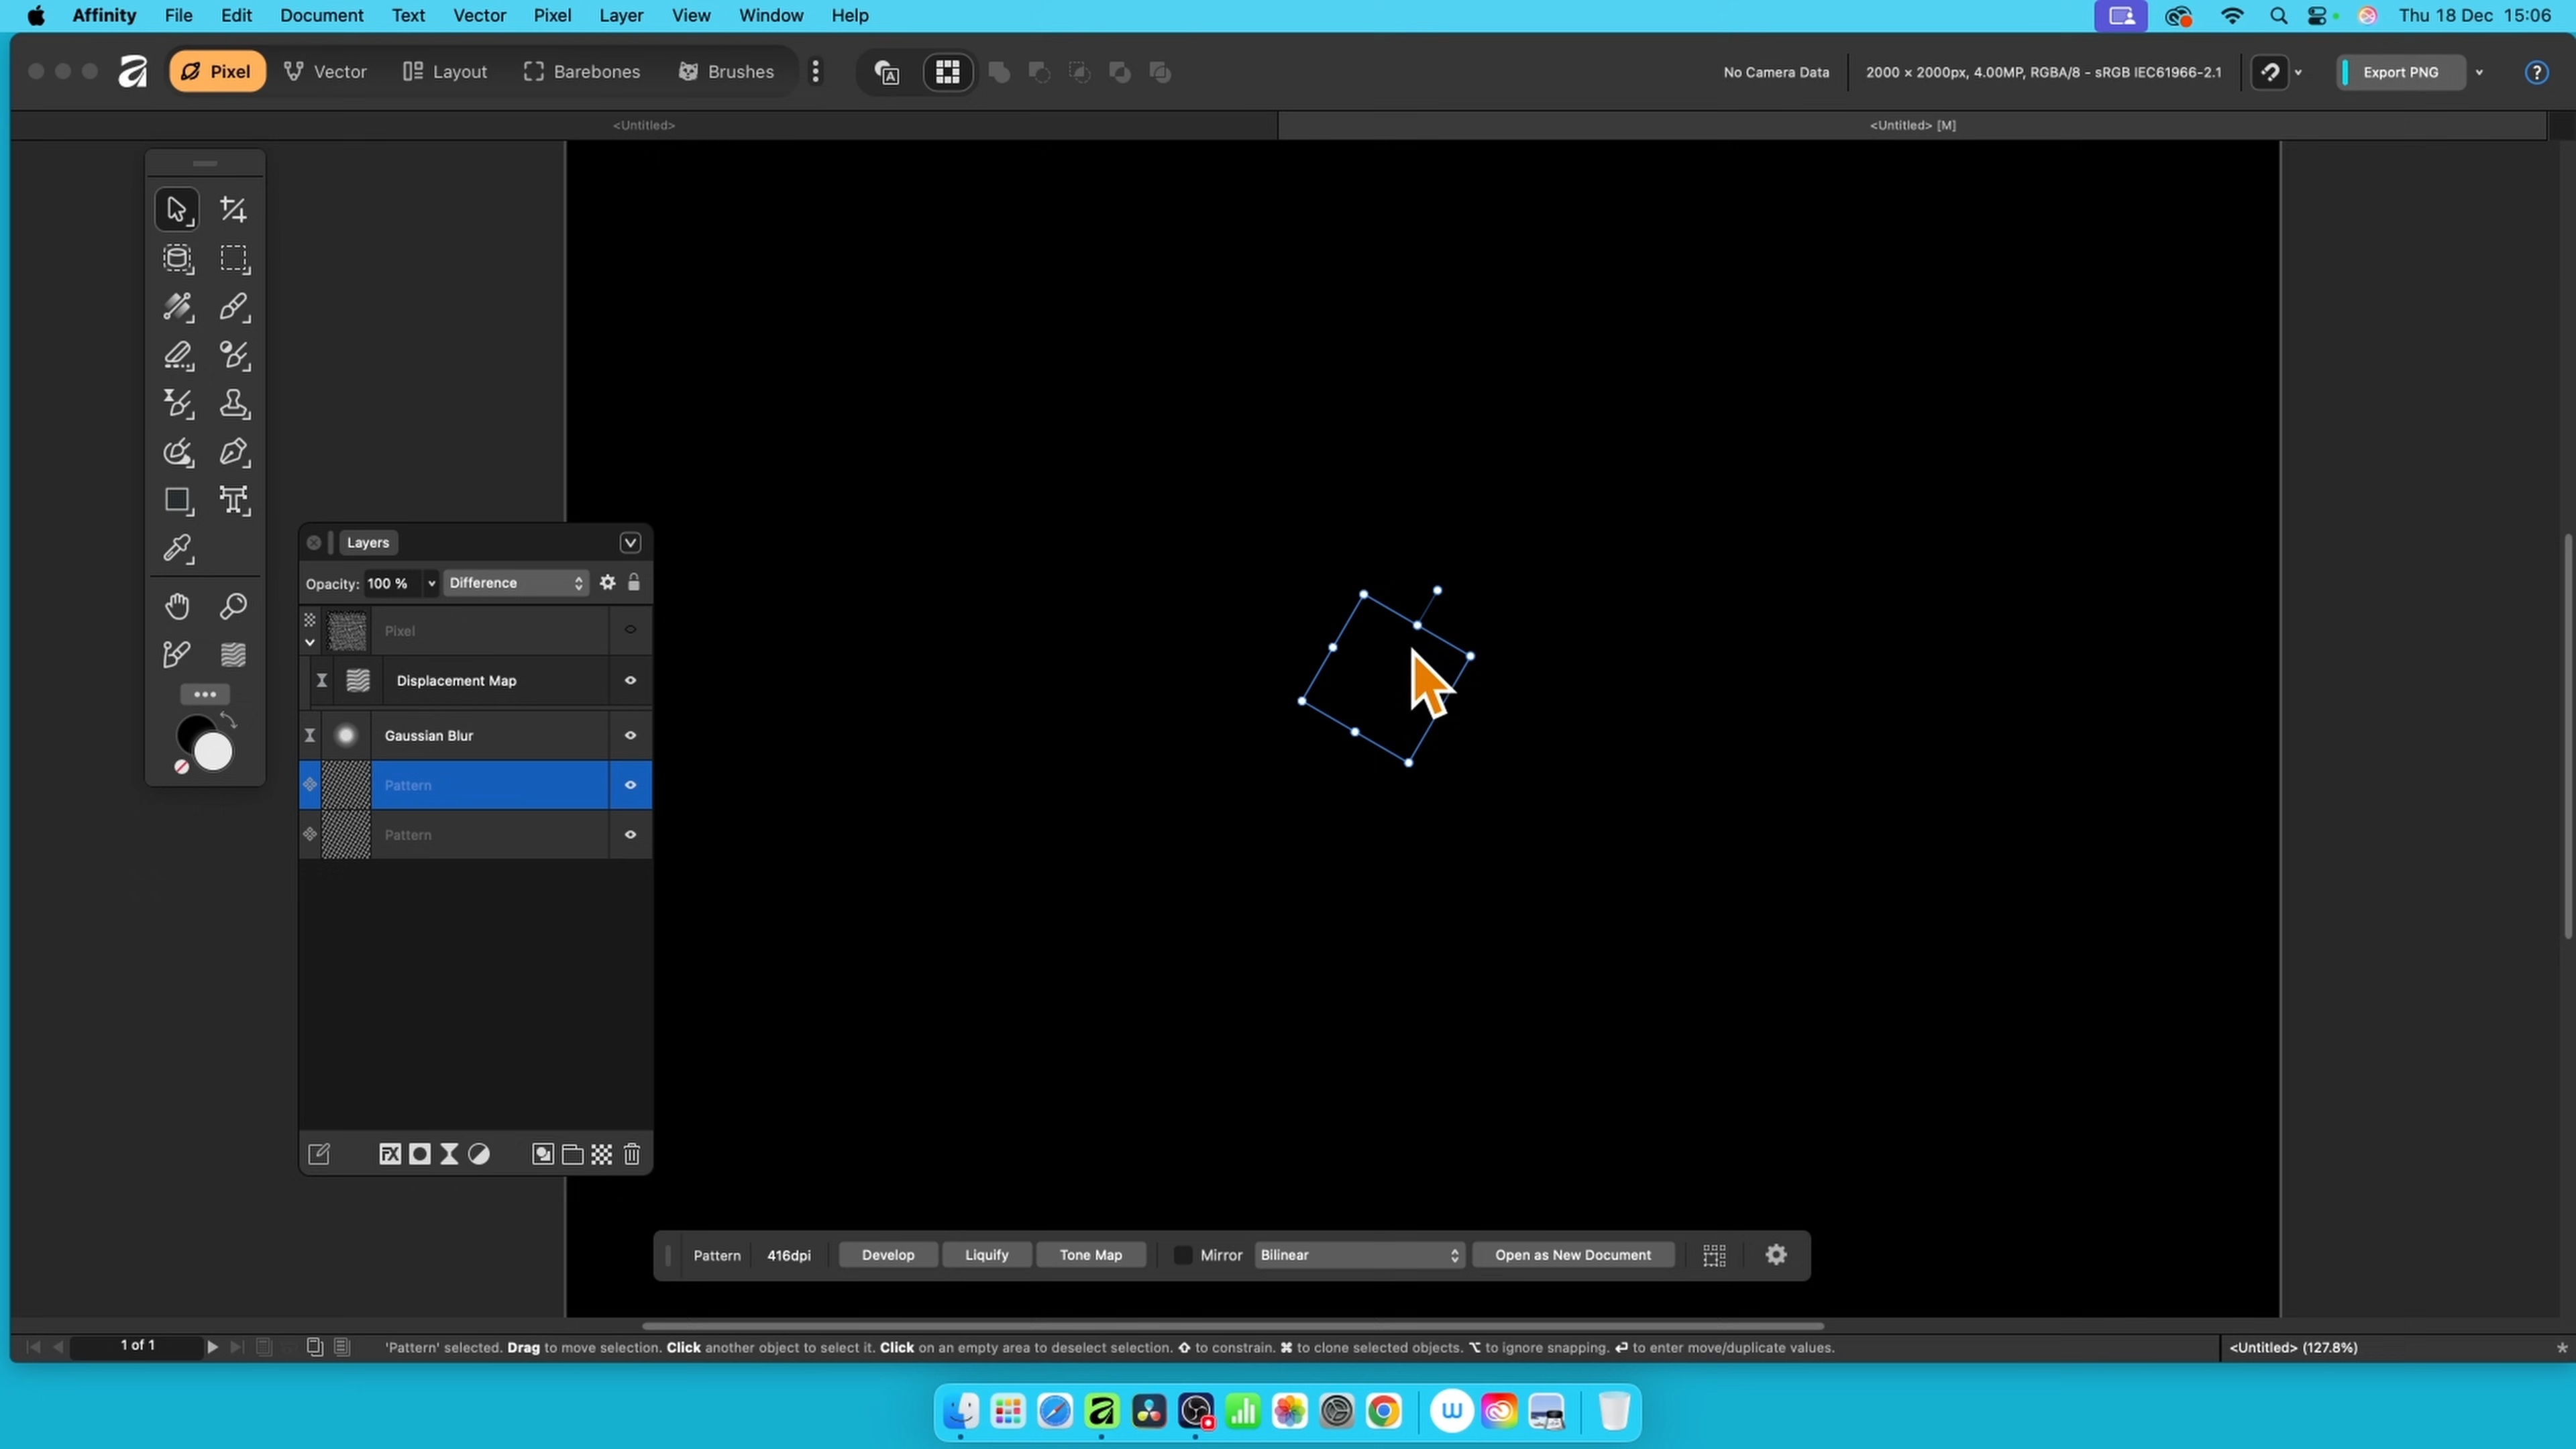 Affinity File Edit Document Text Vector Pixel Layer View Window Help Thu 18 Dec 15:06
Pixel Vector Layout Barebones Brushes No Camera Data 2000 × 2000px, 4.00MP, RGBA/8 - sRGB IEC61966-2.1 Export PNG
<Untitled> <Untitled> [M]
Layers
Opacity: 100 % Difference
Pixel
Displacement Map
Gaussian Blur
Pattern
Pattern
Pattern 416dpi Develop Liquify Tone Map Mirror Bilinear Open as New Document
1 of 1 'Pattern' selected. Drag to move selection. Click another object to select it. Click on an empty area to deselect selection. ⇧ to constrain. ⌘ to clone selected objects. ⌥ to ignore snapping. ↵ to enter move/duplicate values. <Untitled> (127.8%)